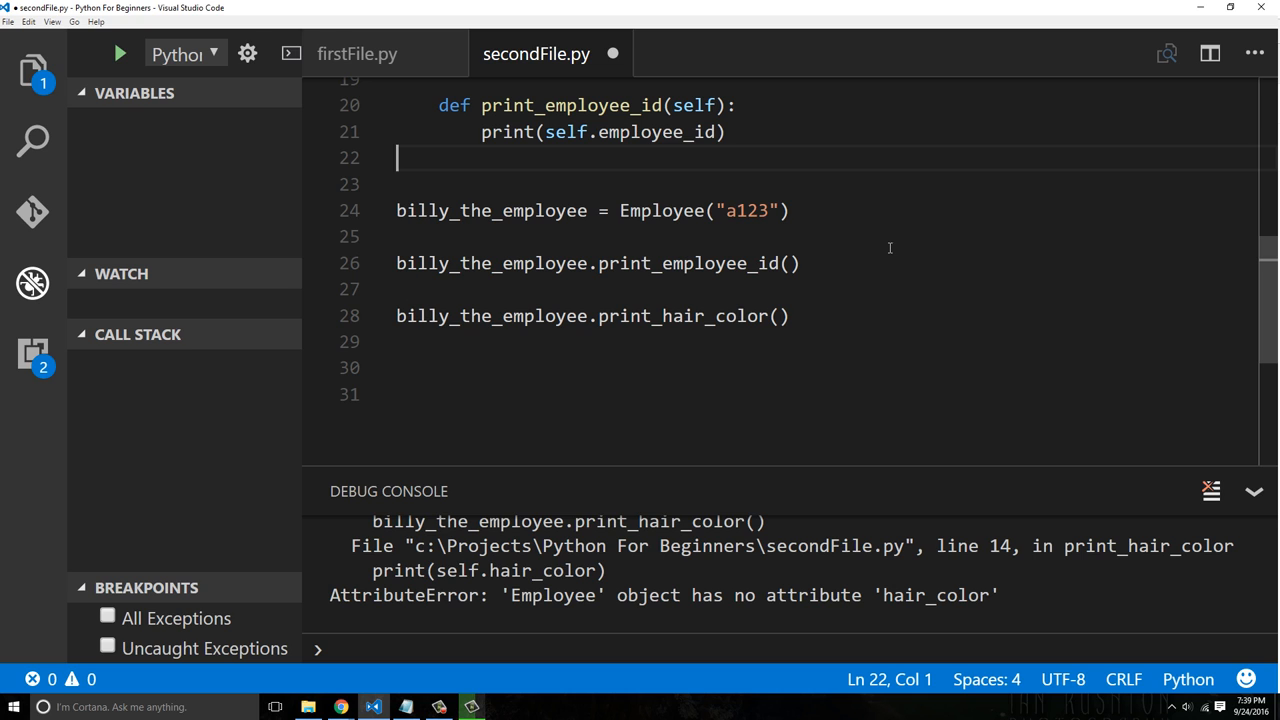 ● secondFile.py - Python For Beginners - Visual Studio Code
File Edit View Go Help
Python
firstFile.py
secondFile.py
1
2
VARIABLES
WATCH
CALL STACK
BREAKPOINTS
All Exceptions
Uncaught Exceptions
19
20 def print_employee_id(self):
21 print(self.employee_id)
22
23
24 billy_the_employee = Employee("a123")
25
26 billy_the_employee.print_employee_id()
27
28 billy_the_employee.print_hair_color()
29
30
31
DEBUG CONSOLE
billy_the_employee.print_hair_color()
File "c:\Projects\Python For Beginners\secondFile.py", line 14, in print_hair_color
print(self.hair_color)
AttributeError: 'Employee' object has no attribute 'hair_color'
0 0
Ln 22, Col 1 Spaces: 4 UTF-8 CRLF Python
I'm Cortana. Ask me anything.
7:39 PM
9/24/2016